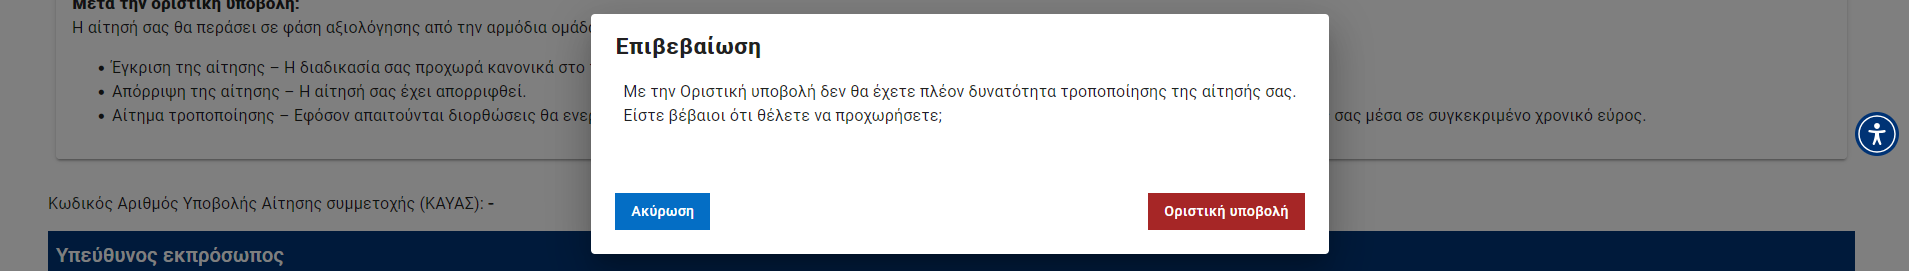 Μετά την οριστική υποβολή:
Η αίτησή σας θα περάσει σε φάση αξιολόγησης από την αρμόδια
• Έγκριση της αίτησης – Η διαδικασία σας προχωρά κανονικά στο
• Απόρριψη της αίτησης – Η αίτησή σας έχει απορριφθεί.
• Αίτημα τροποποίησης – Εφόσον απαιτούνται διορθώσεις θα
σας μέσα σε συγκεκριμένο χρονικό εύρος.
Επιβεβαίωση
Με την Οριστική υποβολή δεν θα έχετε πλέον δυνατότητα τροποποίησης της αίτησής σας.
Είστε βέβαιοι ότι θέλετε να προχωρήσετε;
Ακύρωση
Οριστική υποβολή
Κωδικός Αριθμός Υποβολής Αίτησης συμμετοχής (ΚΑΥΑΣ): -
Υπεύθυνος εκπρόσωπος